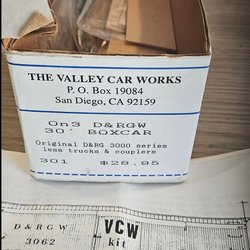 THE VALLEY CAR WORKS
P. O. Box 19084
San Diego, CA 92159
On3 D&RGW
30' BOXCAR
Original D&RG 3000 series
less trucks & couplers
301 $28.95
D&RGW VCW
3062 kit